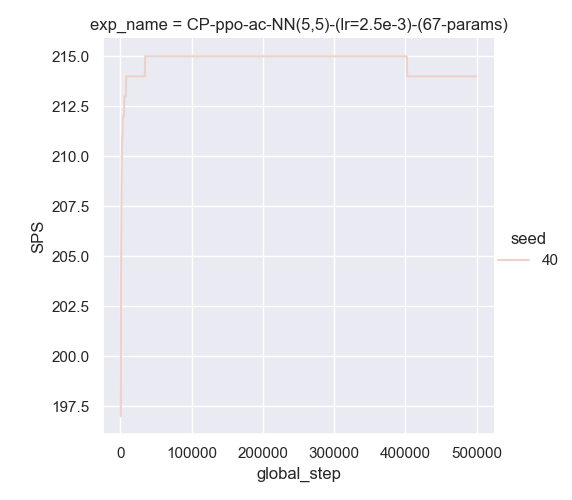 exp_name = CP-ppo-ac-NN(5,5)-(lr=2.5e-3)-(67-params)
215.0
212.5
210.0
207.5
205.0
202.5
200.0
197.5
SPS
0 100000 200000 300000 400000 500000
global_step
seed
40